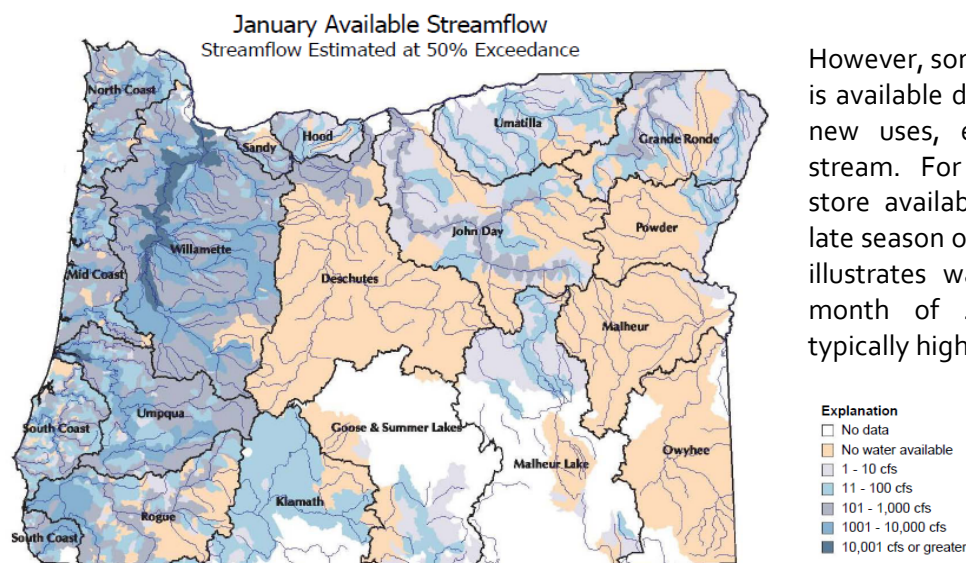 January Available Streamflow
Streamflow Estimated at 50% Exceedance
North Coast
Sandy
Hood
Umatilla
Grande Ronde
Willamette
John Day
Powder
Mid Coast
Deschutes
Malheur
Umpqua
South Coast
Goose & Summer Lakes
Malheur Lake
Owyhee
Klamath
Rogue
South Coast
However,
is available
new uses,
stream. For
store
late season
illustrates
month of
typically high
Explanation
No data
No water available
1 - 10 cfs
11 - 100 cfs
101 - 1,000 cfs
1001 - 10,000 cfs
10,001 cfs or greater